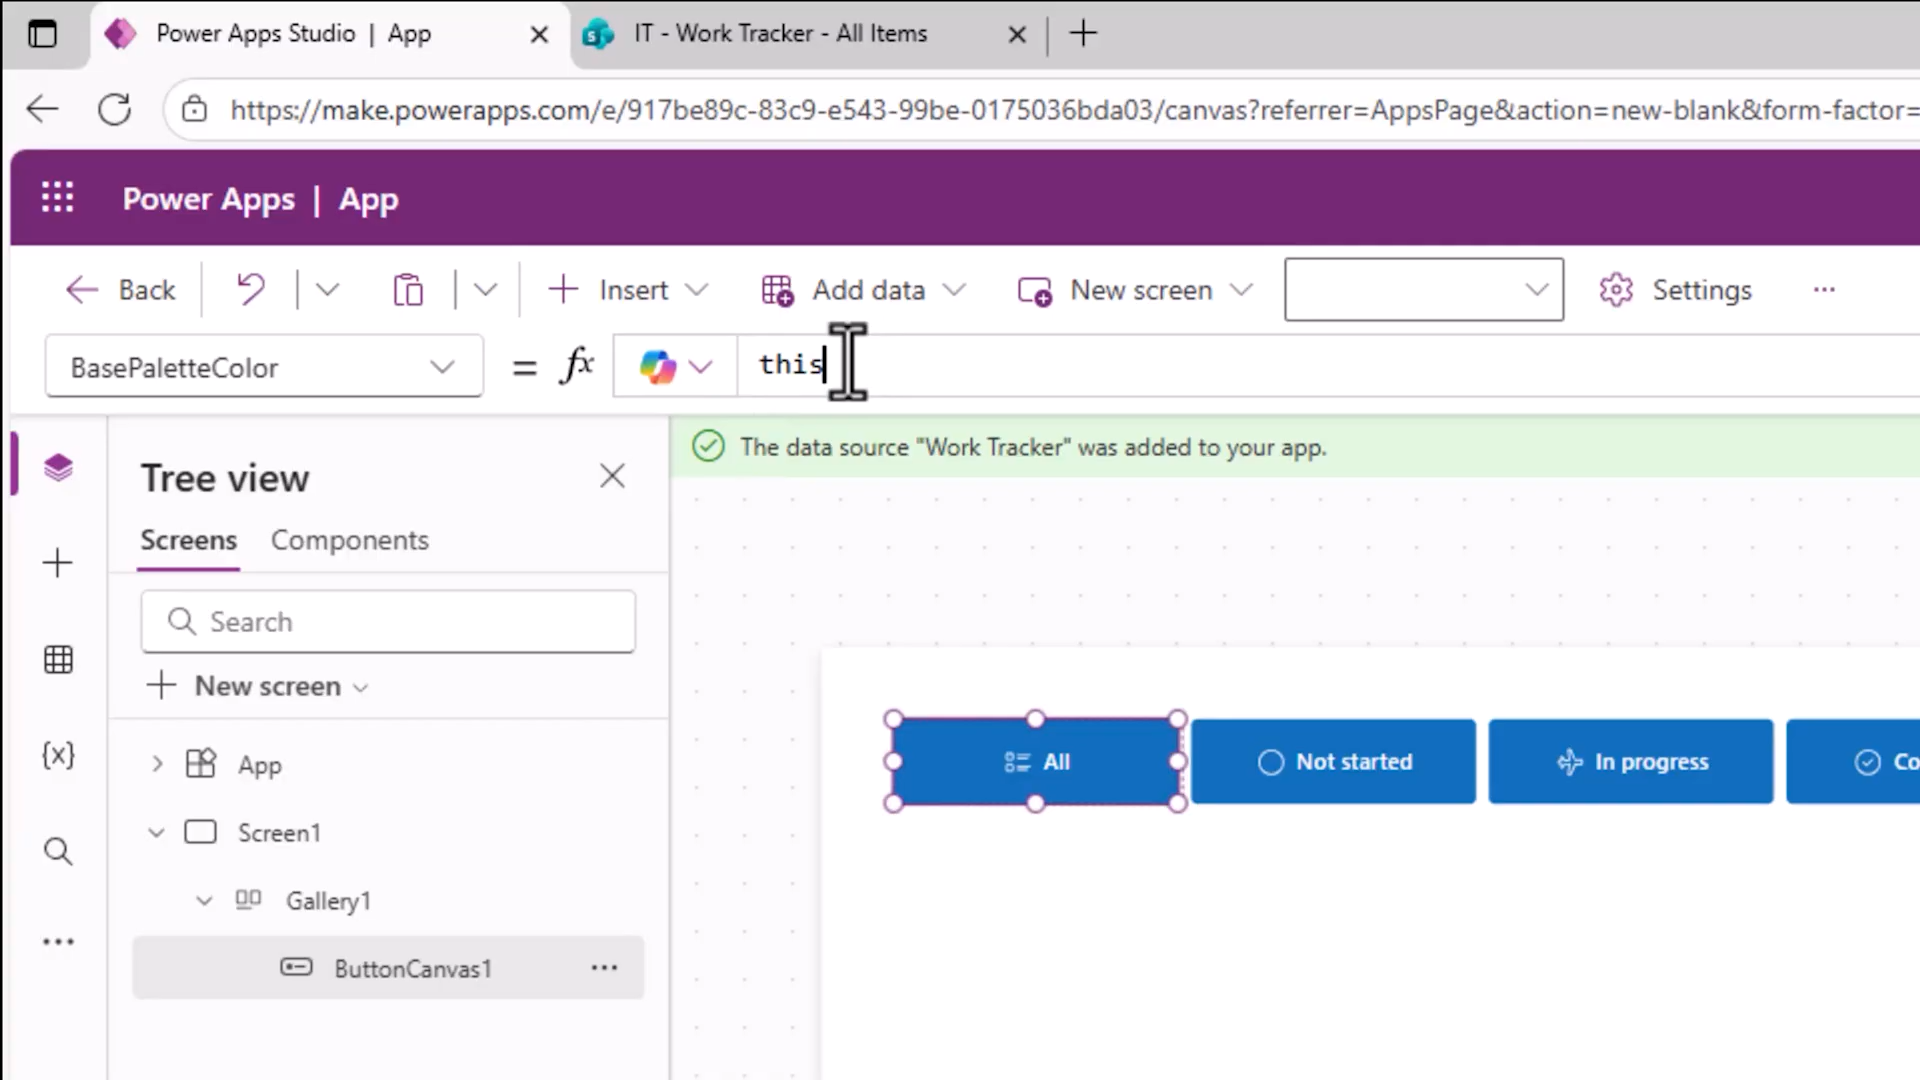 Power Apps Studio | App
IT - Work Tracker - All Items
https://make.powerapps.com/e/917be89c-83c9-e543-99be-0175036bda03/canvas?referrer=AppsPage&action=new-blank&form-factor=
Power Apps | App
Back
Insert
Add data
New screen
Settings
BasePaletteColor
= fx
this
The data source "Work Tracker" was added to your app.
Tree view
Screens
Components
Search
New screen
App
Screen1
Gallery1
ButtonCanvas1
All
Not started
In progress
Co